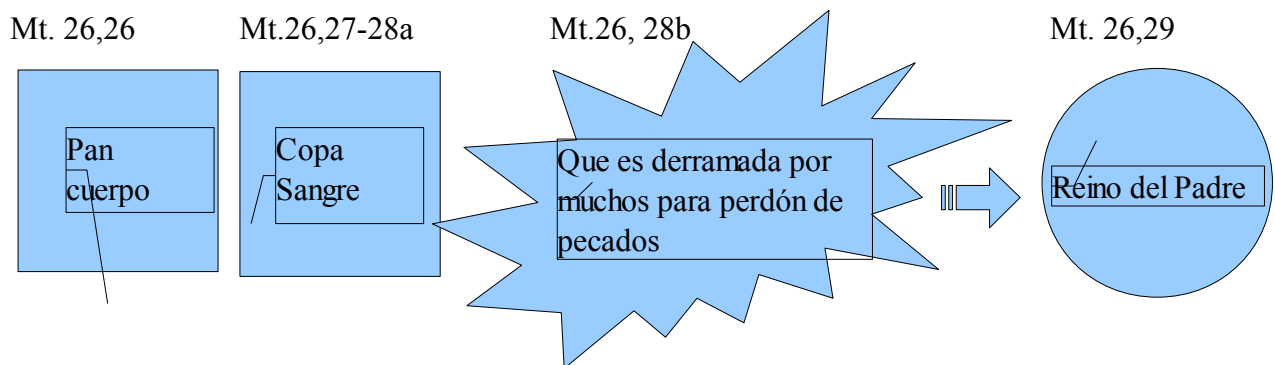 Mt. 26,26
Mt.26,27-28a
Mt.26, 28b
Mt. 26,29
Pan
cuerpo
Copa
Sangre
Que es derramada por
muchos para perdón de
pecados
Reino del Padre